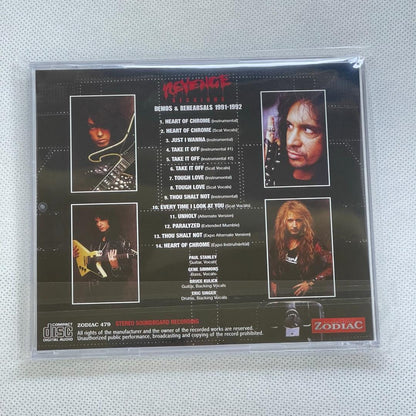 REVENGE
SESSIONS
DEMOS & REHEARSALS 1991-1992
1. HEART OF CHROME (Instrumental)
2. HEART OF CHROME (Scat Vocals)
3. JUST I WANNA (Instrumental)
4. TAKE IT OFF (Instrumental #1)
5. TAKE IT OFF (Instrumental #2)
6. TAKE IT OFF (Scat Vocals)
7. TOUGH LOVE (Instrumental)
8. TOUGH LOVE (Scat Vocals)
9. THOU SHALT NOT (Instrumental)
10. EVERY TIME I LOOK AT YOU (Scat Vocals)
11. UNHOLY (Alternate Version)
12. PARALYZED (Extended Mumble)
13. THOU SHALT NOT (Expo Alternate Version)
14. HEART OF CHROME (Expo Instrumental)
PAUL STANLEY
Guitar, Vocals
GENE SIMMONS
Bass, Vocals
BRUCE KULICK
Guitar, Backing Vocals
ERIC SINGER
Drums, Backing Vocals
COMPACT
disc
DIGITAL AUDIO
ZODIAC 479 STEREO SOUNDBOARD RECORDING
All rights of the manufacturer and the owner of the recorded works are reserved.
Unauthorized public performance, broadcasting and copying of the record prohibited.
ZODIAC